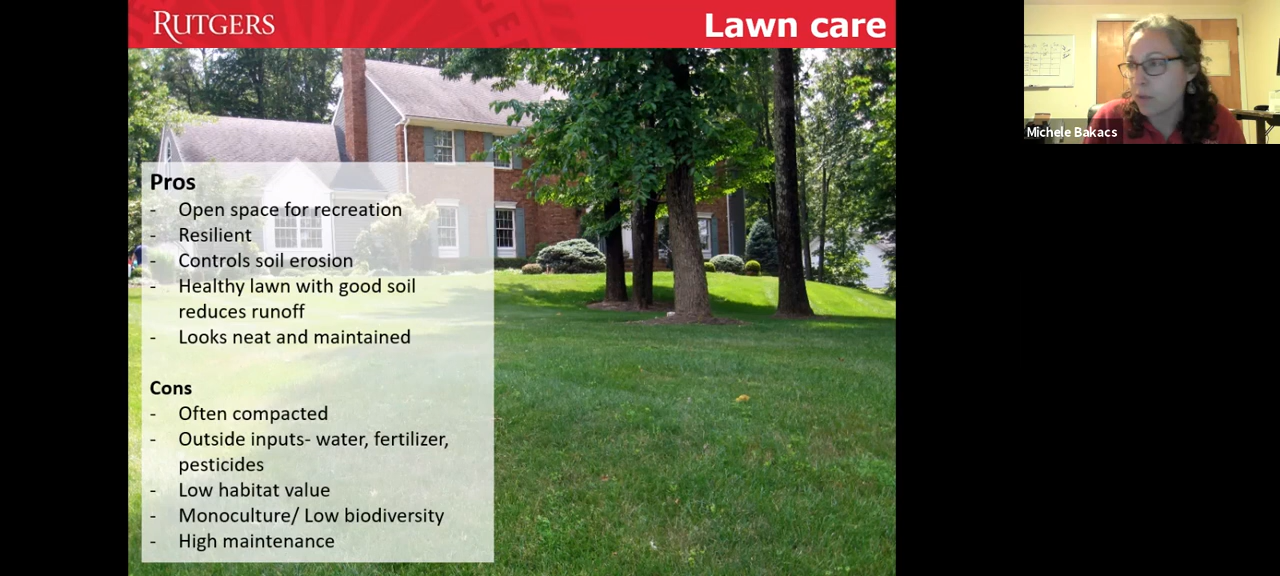 RUTGERS
Lawn care
Michele Bakacs
Pros
- Open space for recreation
- Resilient
- Controls soil erosion
- Healthy lawn with good soil
reduces runoff
- Looks neat and maintained
Cons
- Often compacted
- Outside inputs- water, fertilizer,
pesticides
- Low habitat value
- Monoculture/ Low biodiversity
- High maintenance